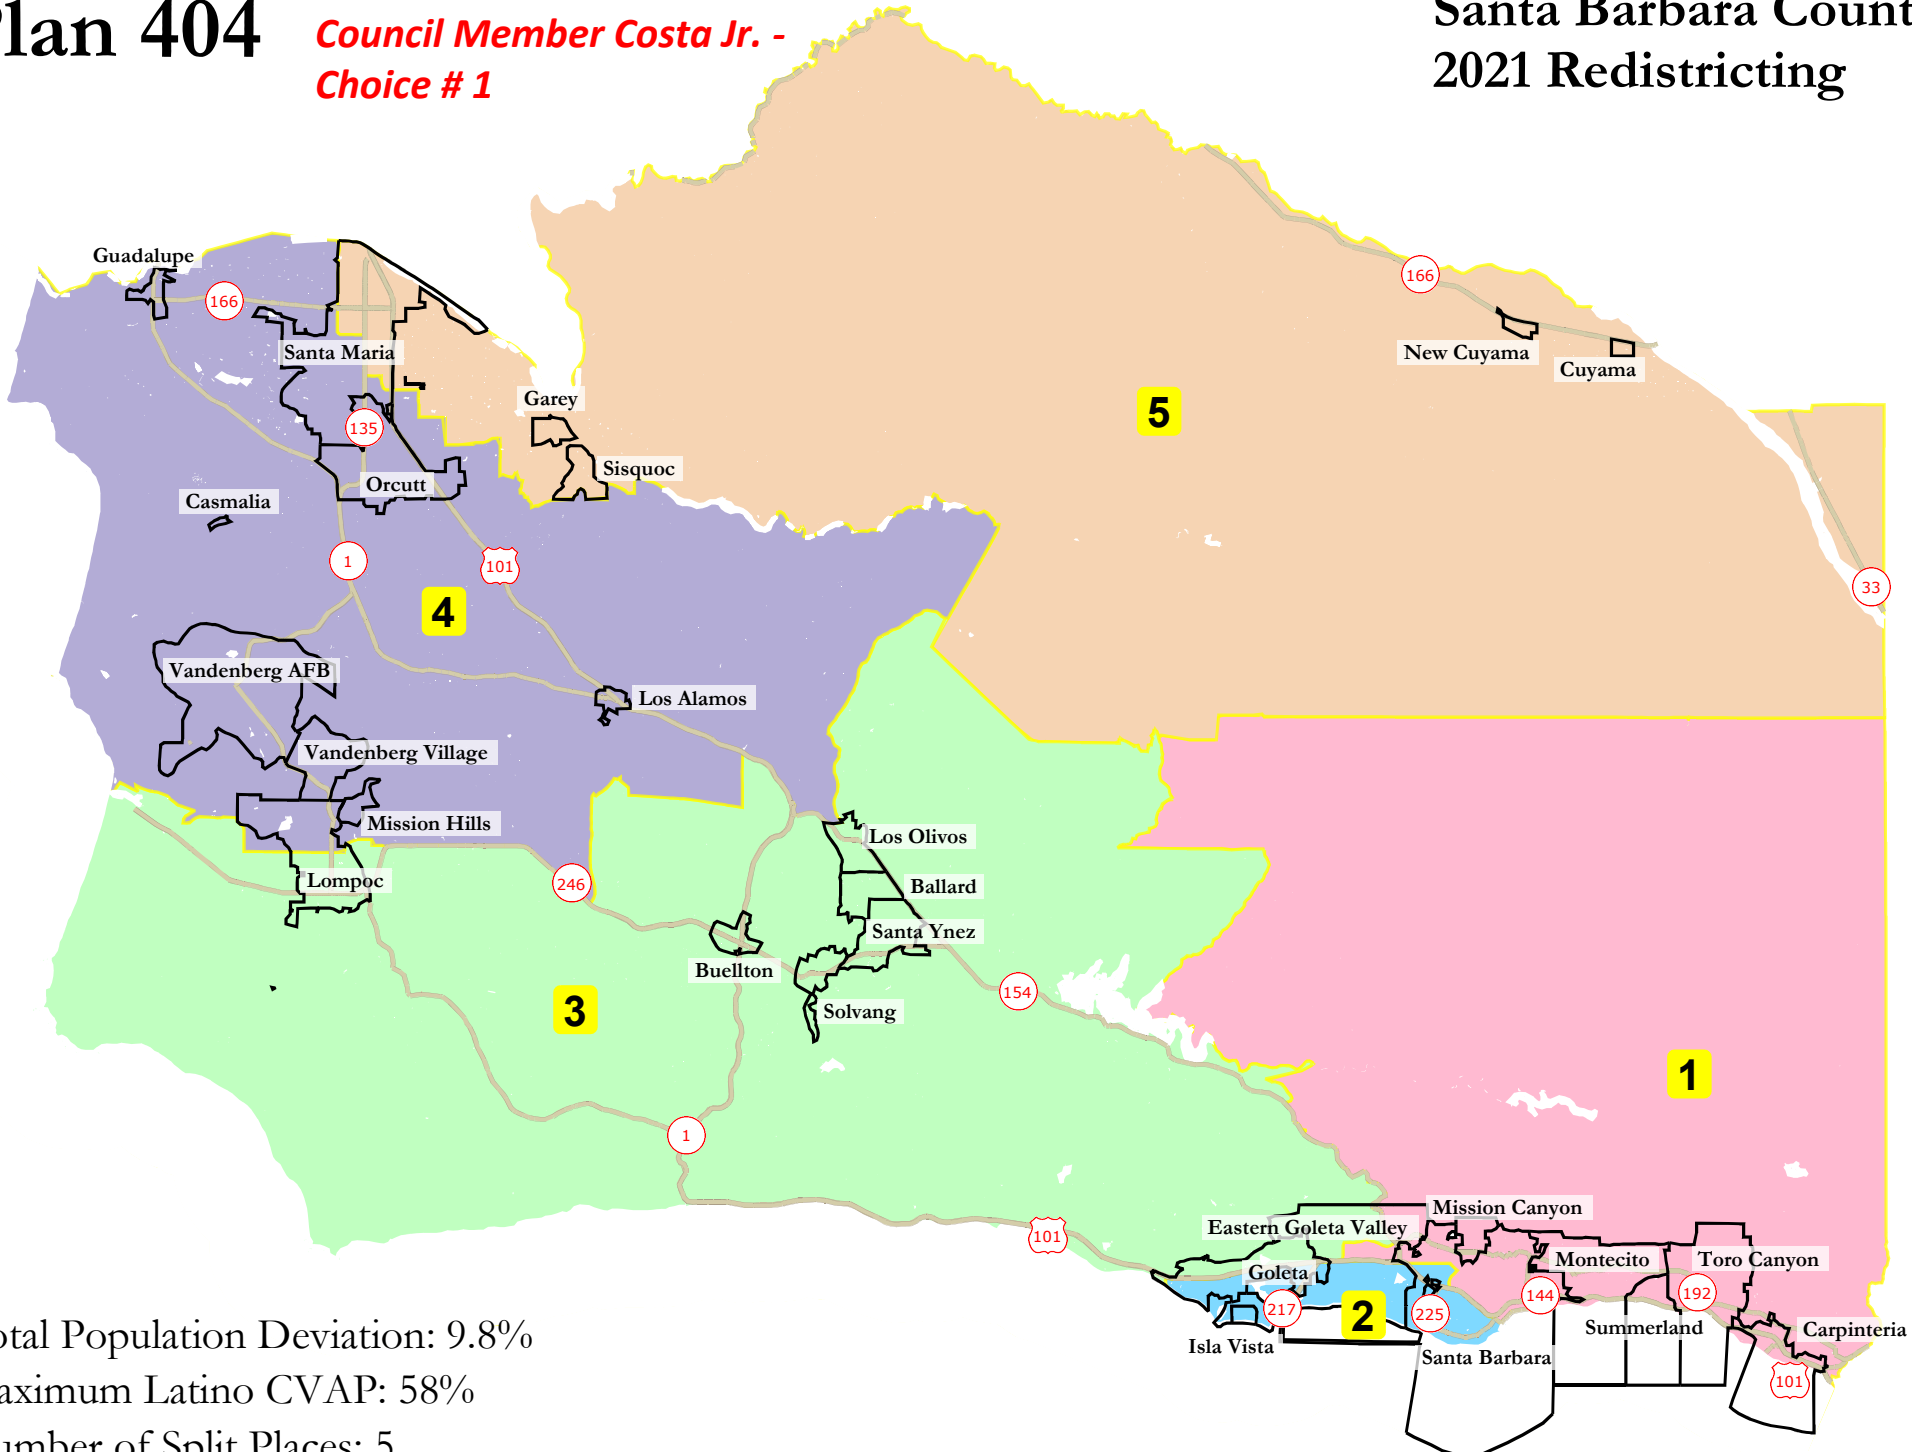 lan 404
Council Member Costa Jr. -
Choice # 1
Santa Barbara Count
2021 Redistricting
Guadalupe
166
Santa Maria
135
Orcutt
Garey
Sisquoc
Casmalia
1
101
4
5
166
New Cuyama
Cuyama
33
Vandenberg AFB
Los Alamos
Vandenberg Village
Mission Hills
Lompoc
246
Los Olivos
Ballard
Santa Ynez
Buellton
Solvang
154
3
1
1
101
Mission Canyon
Eastern Goleta Valley
Montecito
Toro Canyon
Goleta
217
2
225
144
192
Summerland
Carpinteria
Isla Vista
Santa Barbara
101
otal Population Deviation: 9.8%
aximum Latino CVAP: 58%
umber of Split Places: 5